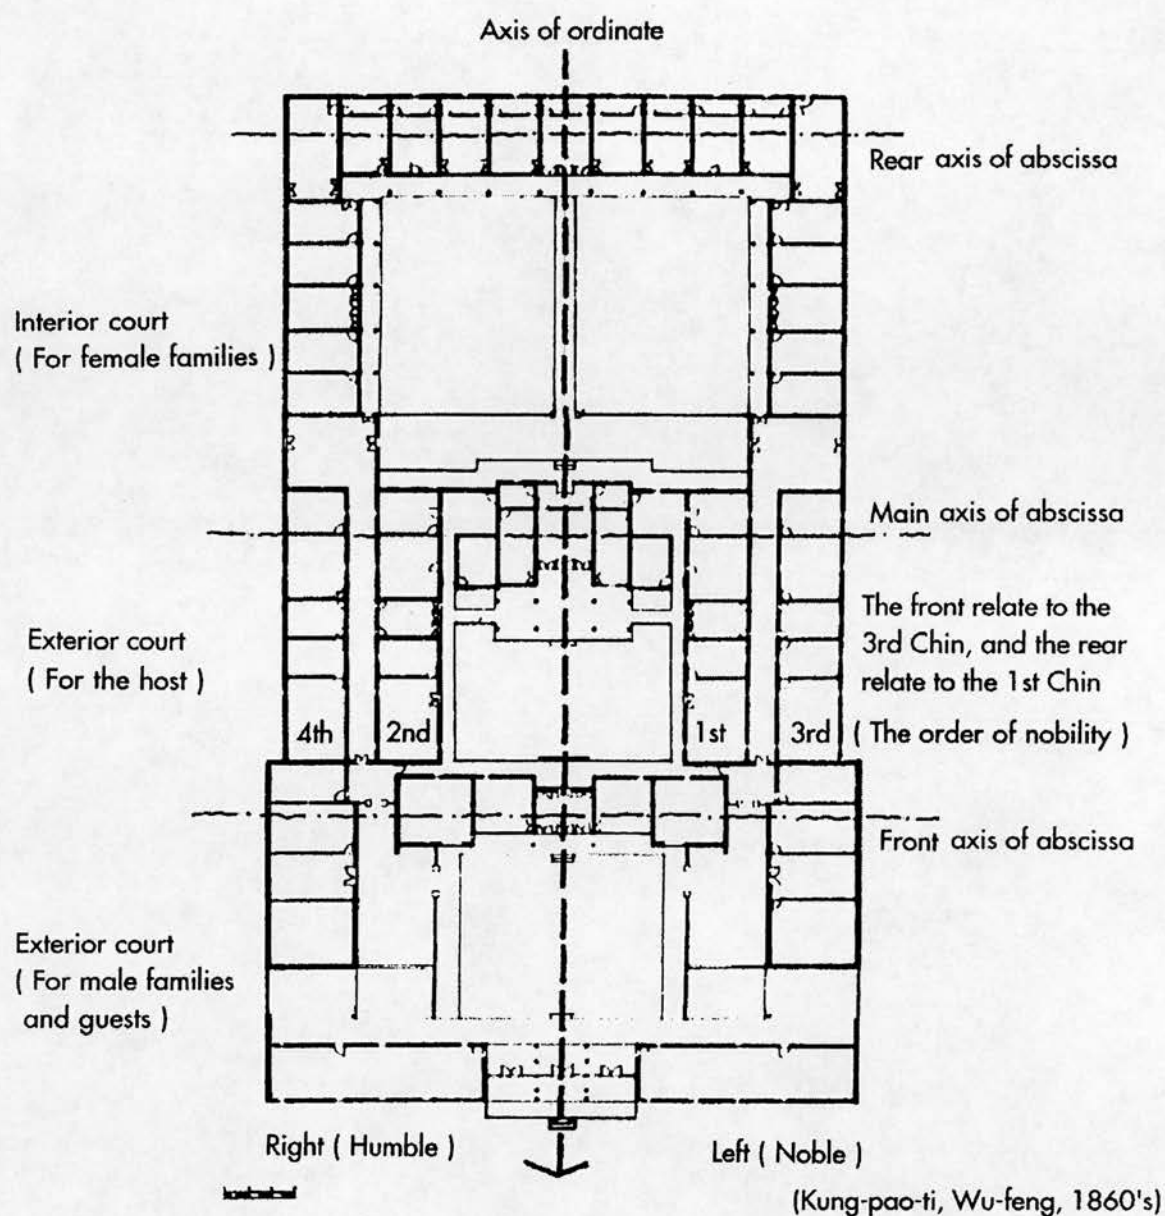 Axis of ordinate
Rear axis of abscissa
Interior court
( For female families )
Main axis of abscissa
The front relate to the
3rd Chin, and the rear
relate to the 1st Chin
Exterior court
( For the host )
4th
2nd
1st
3rd
( The order of nobility )
Front axis of abscissa
Exterior court
( For male families
and guests )
Right ( Humble )
Left ( Noble )
(Kung-pao-ti, Wu-feng, 1860's)